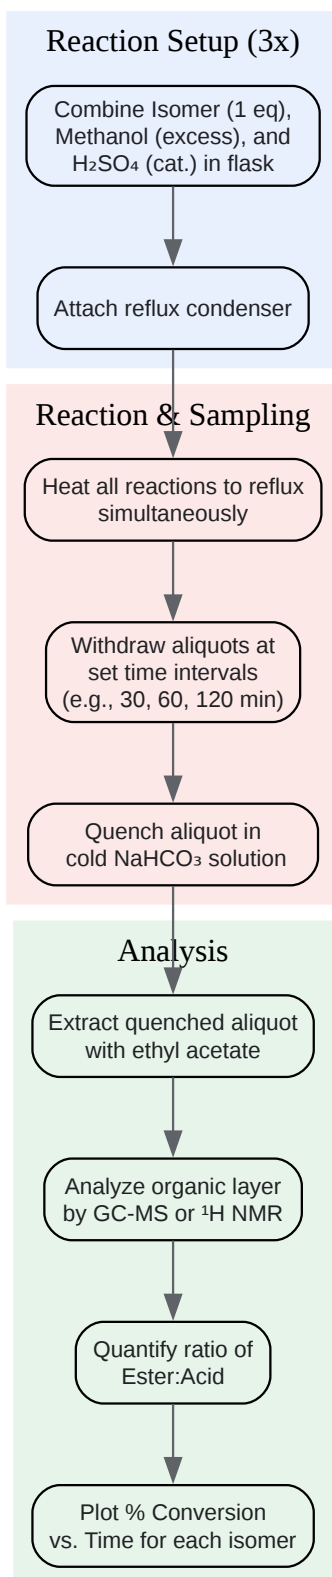 Reaction Setup (3x)
Combine Isomer (1 eq),
Methanol (excess), and
H₂SO₄ (cat.) in flask
Attach reflux condenser
Reaction & Sampling
Heat all reactions to reflux
simultaneously
Withdraw aliquots at
set time intervals
(e.g., 30, 60, 120 min)
Quench aliquot in
cold NaHCO₃ solution
Analysis
Extract quenched aliquot
with ethyl acetate
Analyze organic layer
by GC-MS or ¹H NMR
Quantify ratio of
Ester:Acid
Plot % Conversion
vs. Time for each isomer